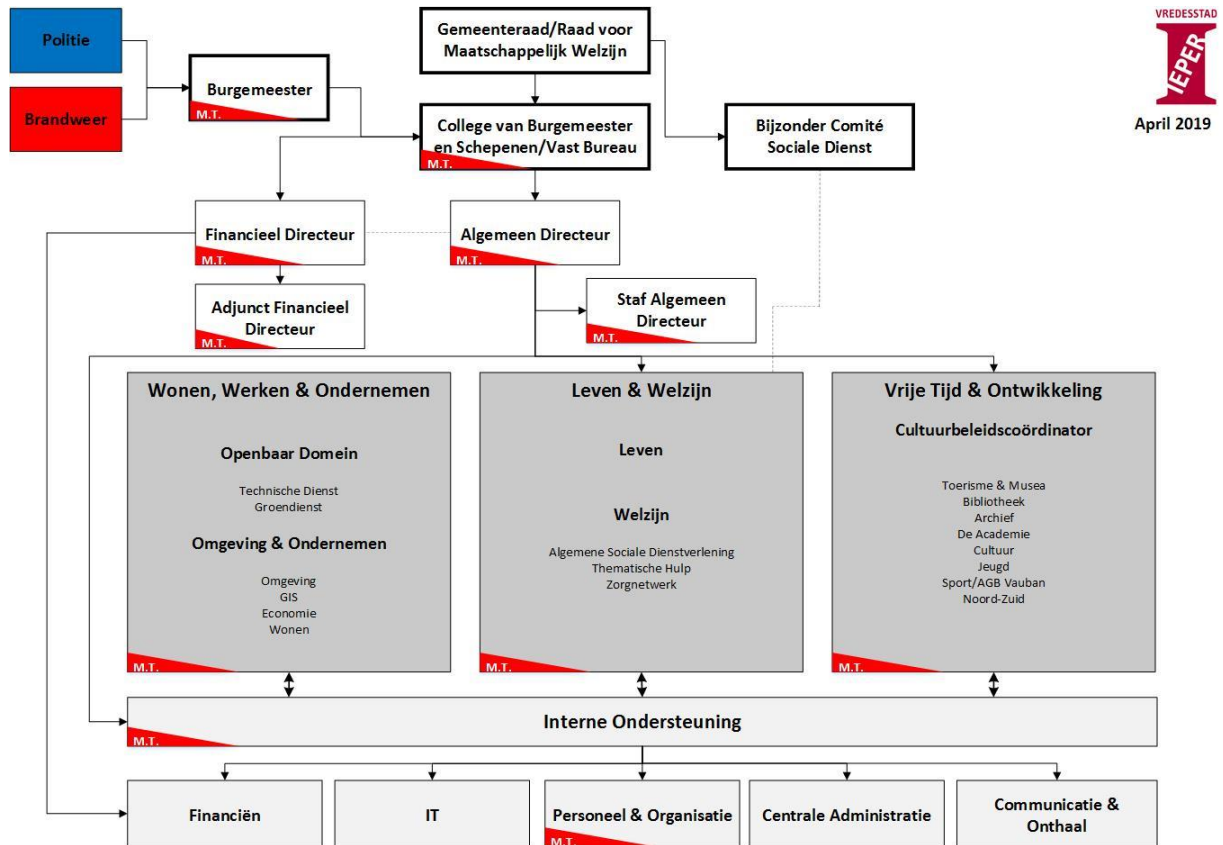 Politie
Brandweer
Burgemeester
M.T.
Gemeenteraad/Raad voor
Maatschappelijk Welzijn
College van Burgemeester
en Schepenen/Vast Bureau
M.T.
Bijzonder Comité
Sociale Dienst
VREDESSTAD
IEPER
April 2019
Financieel Directeur
M.T.
Algemeen Directeur
M.T.
Adjunct Financieel
Directeur
M.T.
Staf Algemeen
Directeur
M.T.
Wonen, Werken & Ondernemen
Openbaar Domein
Technische Dienst
Groendienst
Omgeving & Ondernemen
Omgeving
GIS
Economie
Wonen
M.T.
Leven & Welzijn
Leven
Welzijn
Algemene Sociale Dienstverlening
Thematische Hulp
Zorgnetwerk
M.T.
Vrije Tijd & Ontwikkeling
Cultuurbeleidscoördinator
Toerisme & Musea
Bibliotheek
Archief
De Academie
Cultuur
Jeugd
Sport/AGB Vauban
Noord-Zuid
M.T.
Interne Ondersteuning
M.T.
Financiën
IT
Personeel & Organisatie
M.T.
Centrale Administratie
Communicatie &
Onthaal